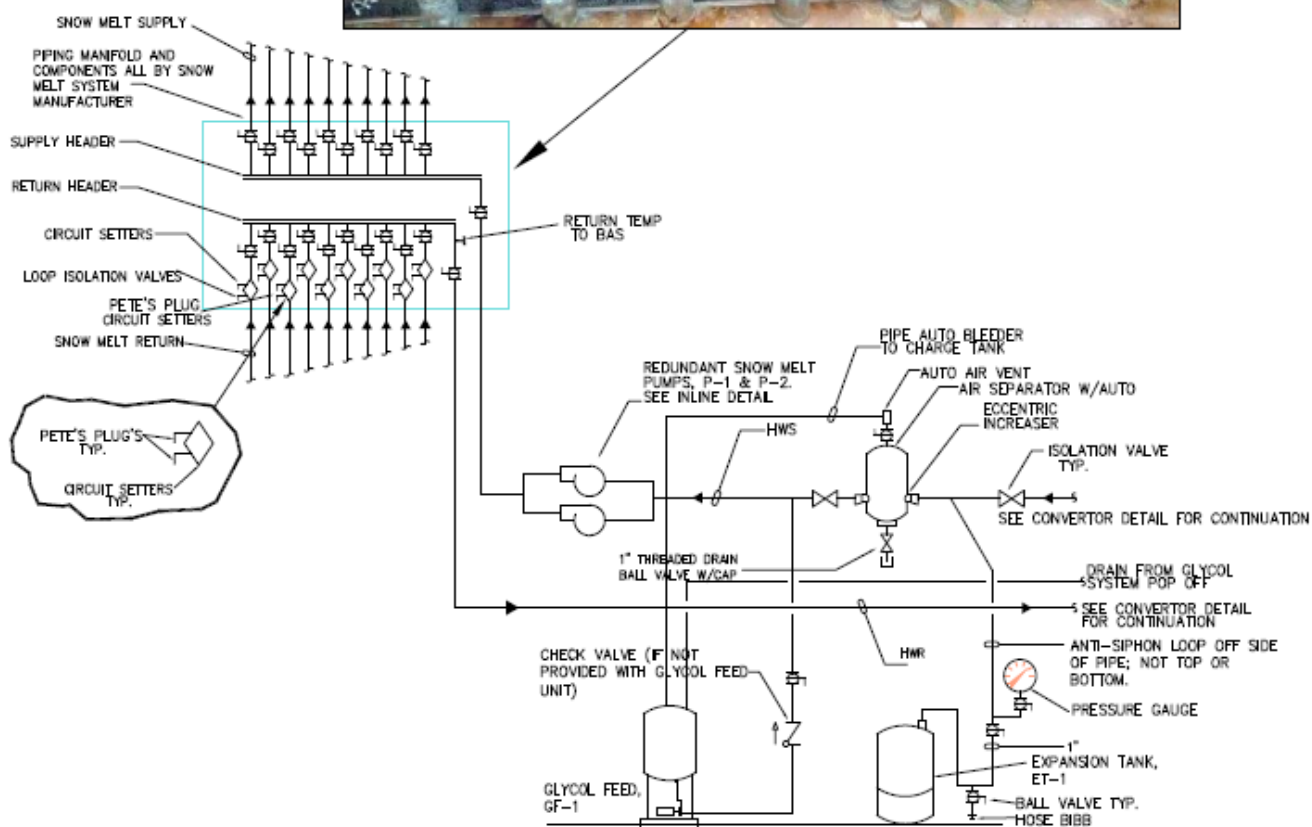 SNOW MELT SUPPLY
PIPING MANIFOLD AND
COMPONENTS ALL BY SNOW
MELT SYSTEM
MANUFACTURER
SUPPLY HEADER
RETURN HEADER
CIRCUIT SETTERS
LOOP ISOLATION VALVES
PETE'S PLUG
CIRCUIT SETTERS
SNOW MELT RETURN
RETURN TEMP
TO BAS
PETE'S PLUG'S
TYP.
CIRCUIT SETTERS
TYP.
REDUNDANT SNOW MELT
PUMPS, P-1 & P-2.
SEE INLINE DETAIL
HWS
PIPE AUTO BLEEDER
TO CHARGE TANK
AUTO AIR VENT
AIR SEPARATOR W/AUTO
ECCENTRIC
INCREASER
ISOLATION VALVE
TYP.
SEE CONVERTOR DETAIL FOR CONTINUATION
1" THREADED DRAIN
BALL VALVE W/CAP
DRAIN FROM GLYCOL
SYSTEM POP OFF
SEE CONVERTOR DETAIL
FOR CONTINUATION
HWR
ANTI-SIPHON LOOP OFF SIDE
OF PIPE; NOT TOP OR
BOTTOM.
PRESSURE GAUGE
CHECK VALVE (IF NOT
PROVIDED WITH GLYCOL FEED
UNIT)
GLYCOL FEED,
GF-1
1"
EXPANSION TANK,
ET-1
BALL VALVE TYP.
HOSE BIBB